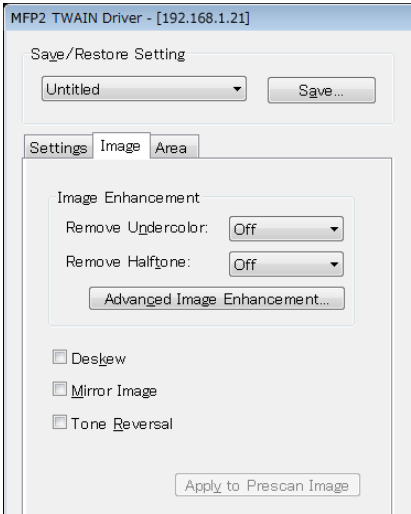 MFP2 TWAIN Driver - [192.168.1.21]
Save/Restore Setting
Untitled
Save...
Settings Image Area
Image Enhancement
Remove Undercolor: Off
Remove Halftone: Off
Advanced Image Enhancement...
Deskew
Mirror Image
Tone Reversal
Apply to Prescan Image